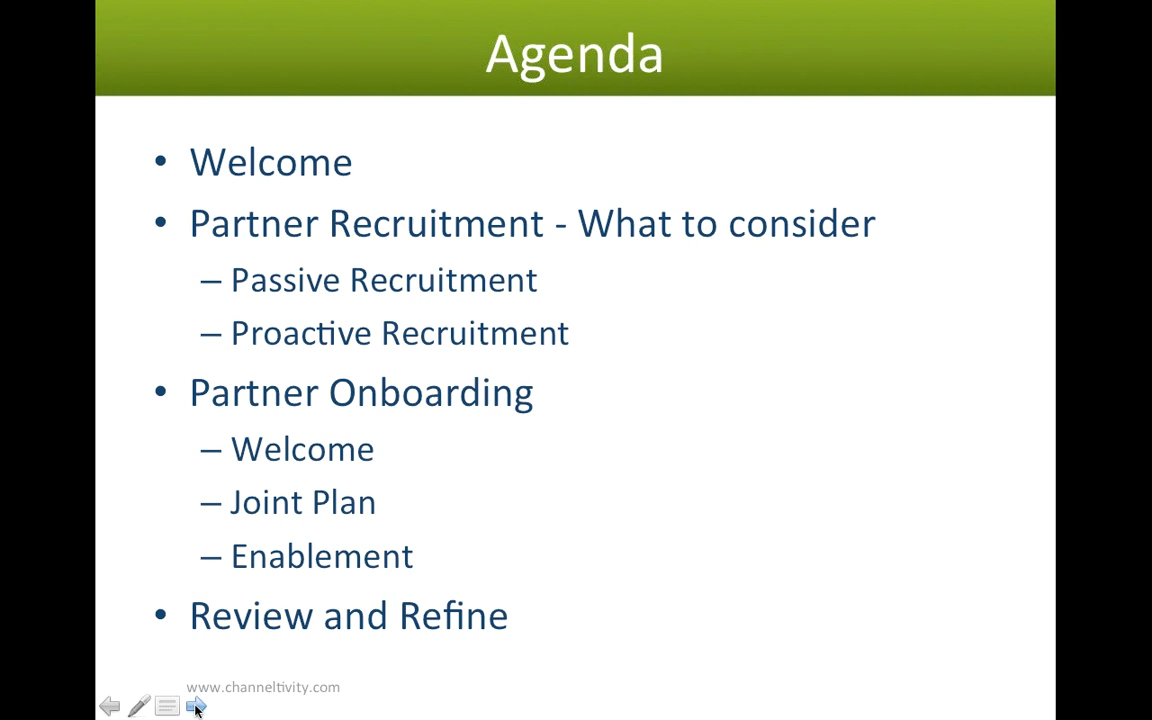 Agenda
• Welcome
• Partner Recruitment - What to consider
– Passive Recruitment
– Proactive Recruitment
• Partner Onboarding
– Welcome
– Joint Plan
– Enablement
• Review and Refine
www.channeltivity.com